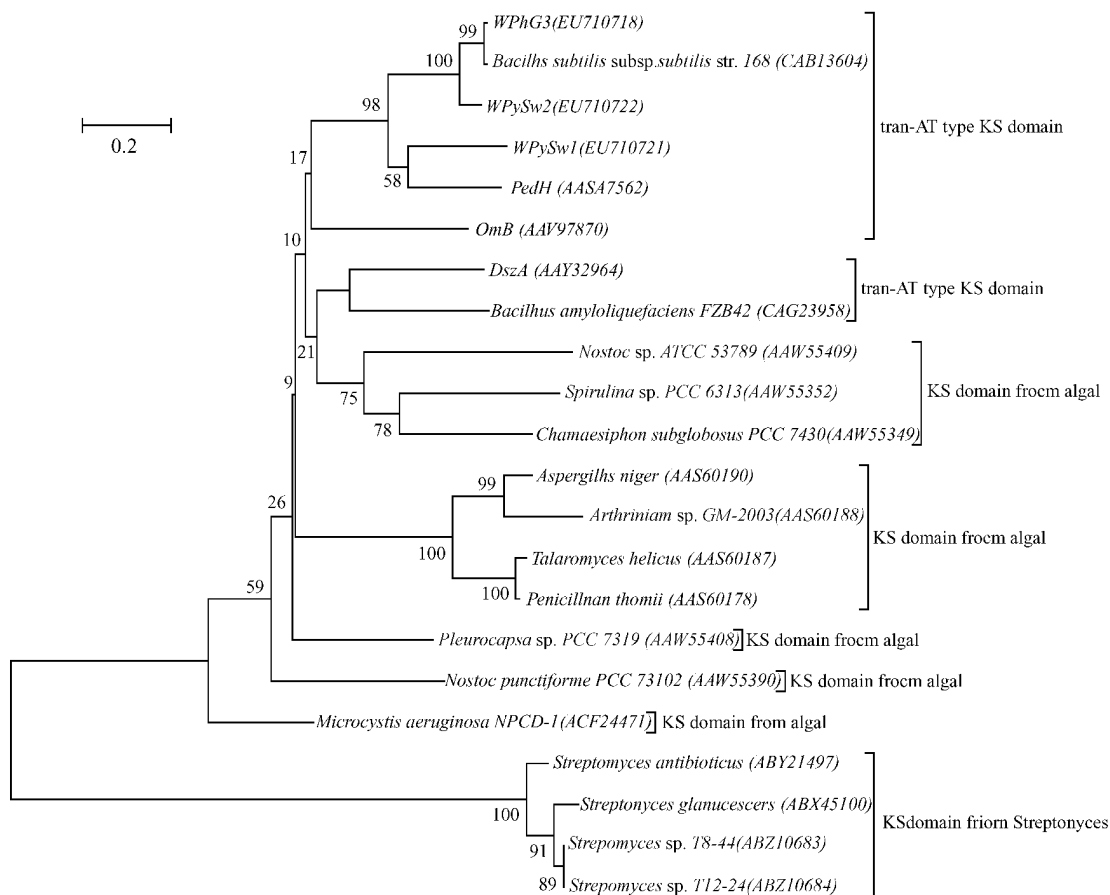 WPhG3(EU710718)
99
Bacilhs subtilis subsp.subtilis str. 168 (CAB13604)
100
WPySw2(EU710722)
98
tran-AT type KS domain
0.2
WPySw1(EU710721)
17
58
PedH (AASA7562)
OmB (AAV97870)
10
DszA (AAY32964)
tran-AT type KS domain
Bacilhus amyloliquefaciens FZB42 (CAG23958)
21
Nostoc sp. ATCC 53789 (AAW55409)
9
75
Spirulina sp. PCC 6313(AAW55352)
KS domain frocm algal
78
Chamaesiphon subglobosus PCC 7430(AAW55349)
Aspergilhs niger (AAS60190)
99
26
Arthriniam sp. GM-2003(AAS60188)
KS domain frocm algal
100
Talaromyces helicus (AAS60187)
59
100
Penicillnan thomii (AAS60178)
Pleurocapsa sp. PCC 7319 (AAW55408) KS domain frocm algal
Nostoc punctiforme PCC 73102 (AAW55390) KS domain frocm algal
Microcystis aeruginosa NPCD-1(ACF24471) KS domain from algal
Streptomyces antibioticus (ABY21497)
100
Streptonyces glanucescers (ABX45100)
KSdomain friorn Streptonyces
91
Strepomyces sp. T8-44(ABZ10683)
89
Strepomyces sp. T12-24(ABZ10684)